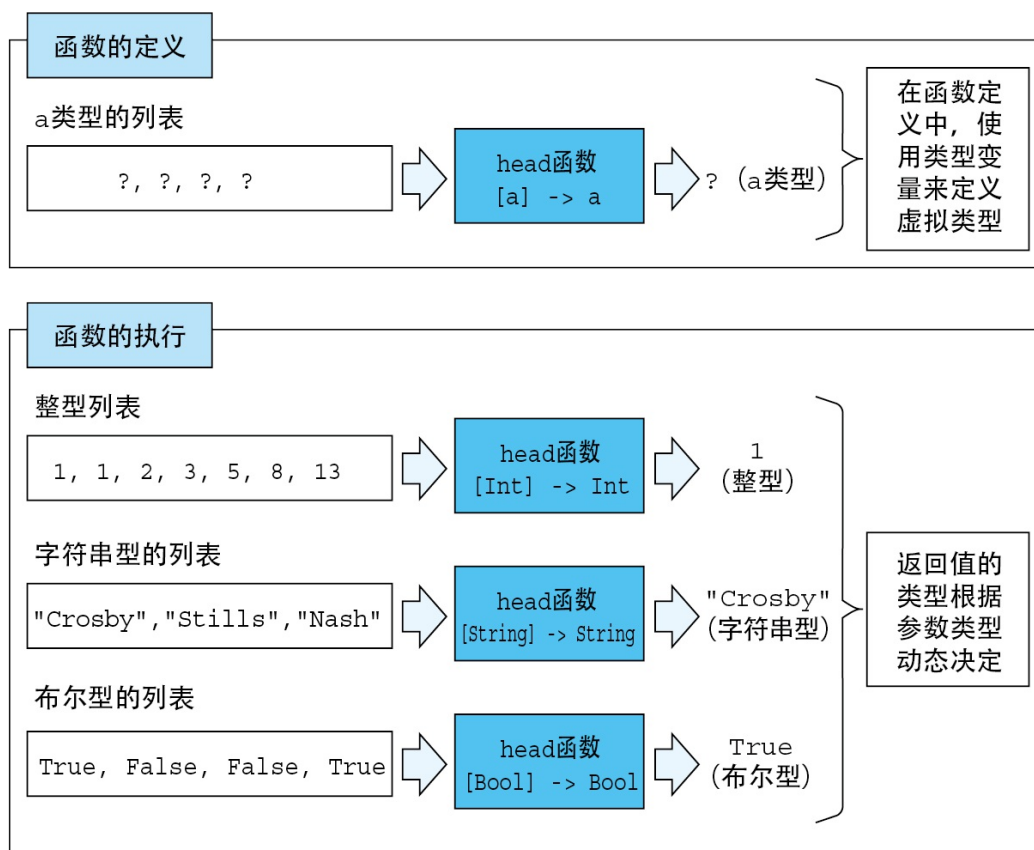 函数的定义
a类型的列表
?, ?, ?, ?
head函数
[a] -> a
? (a类型)
在函数定
义中，使
用类型变
量来定义
虚拟类型
函数的执行
整型列表
1, 1, 2, 3, 5, 8, 13
head函数
[Int] -> Int
1
(整型)
字符串型的列表
"Crosby","Stills","Nash"
head函数
[String] -> String
"Crosby"
(字符串型)
布尔型的列表
True, False, False, True
head函数
[Bool] -> Bool
True
(布尔型)
返回值的
类型根据
参数类型
动态决定